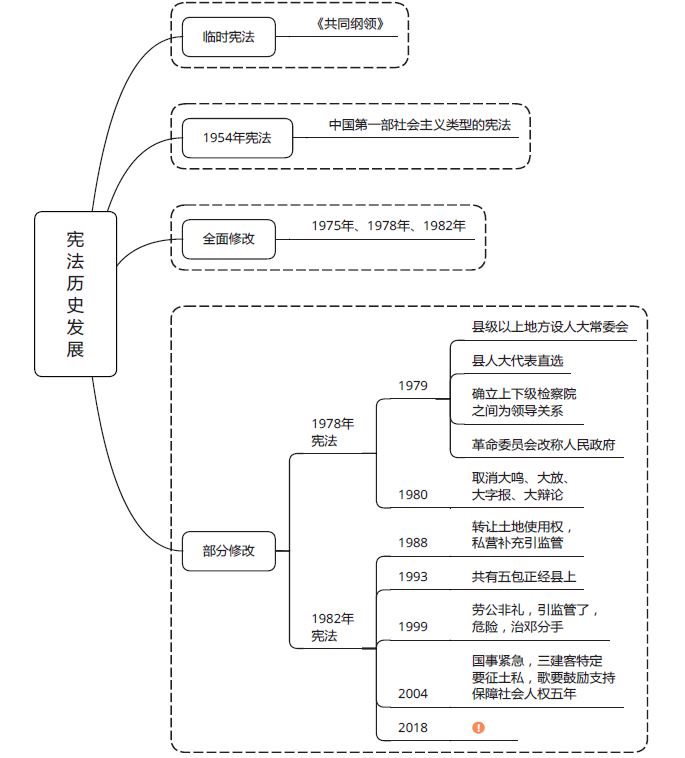 临时宪法
《共同纲领》
1954年宪法
中国第一部社会主义类型的宪法
全面修改
1975年、1978年、1982年
宪法历史发展
部分修改
1978年
宪法
1979
县级以上地方设人大常委会
县人大代表直选
确立上下级检察院
之间为领导关系
革命委员会改称人民政府
1980
取消大鸣、大放、
大字报、大辩论
1982年
宪法
1988
转让土地使用权，
私营补充引监管
1993
共有五包正经县上
1999
劳公非礼，引监管了，
危险，治邓分手
2004
国事紧急，三建客特定
要征土私，歌要鼓励支持
保障社会人权五年
2018